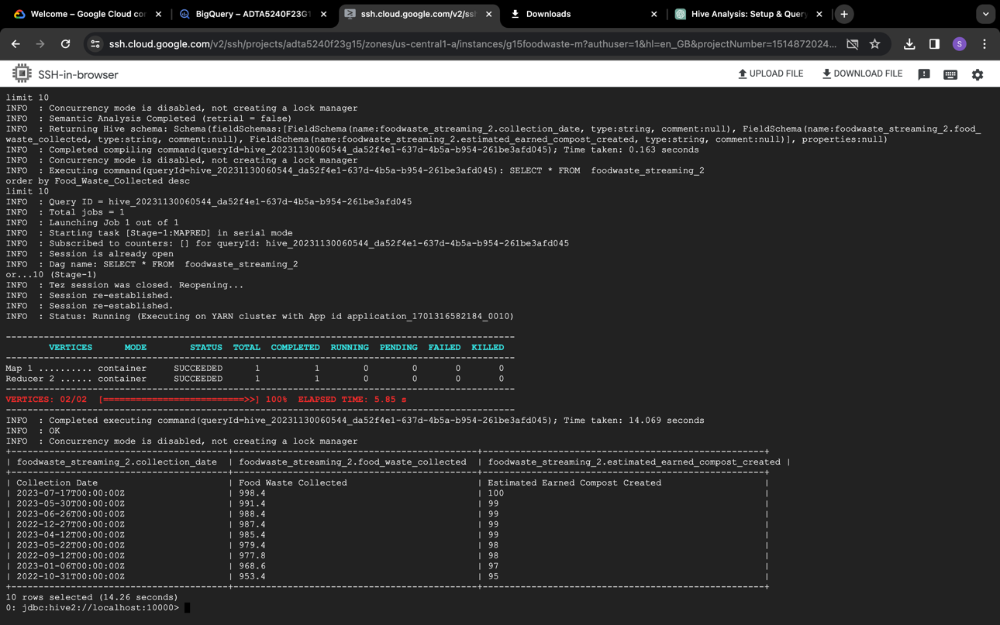 Welcome – Google Cloud con
BigQuery – ADTA5240F23G1
ssh.cloud.google.com/v2/ssh
Downloads
Hive Analysis: Setup & Query
ssh.cloud.google.com/v2/ssh/projects/adta5240f23g15/zones/us-central1-a/instances/g15foodwaste-m?authuser=1&hl=en_GB&projectNumber=1514872024...
S
SSH-in-browser
UPLOAD FILE
DOWNLOAD FILE
limit 10
INFO  : Concurrency mode is disabled, not creating a lock manager
INFO  : Semantic Analysis Completed (retrial = false)
INFO  : Returning Hive schema: Schema(fieldSchemas:[FieldSchema(name:foodwaste_streaming_2.collection_date, type:string, comment:null), FieldSchema(name:foodwaste_streaming_2.food_
waste_collected, type:string, comment:null), FieldSchema(name:foodwaste_streaming_2.estimated_earned_compost_created, type:string, comment:null)], properties:null)
INFO  : Completed compiling command(queryId=hive_20231130060544_da52f4e1-637d-4b5a-b954-261be3afd045); Time taken: 0.163 seconds
INFO  : Concurrency mode is disabled, not creating a lock manager
INFO  : Executing command(queryId=hive_20231130060544_da52f4e1-637d-4b5a-b954-261be3afd045): SELECT * FROM  foodwaste_streaming_2
order by Food_Waste_Collected desc
limit 10
INFO  : Query ID = hive_20231130060544_da52f4e1-637d-4b5a-b954-261be3afd045
INFO  : Total jobs = 1
INFO  : Launching Job 1 out of 1
INFO  : Starting task [Stage-1:MAPRED] in serial mode
INFO  : Subscribed to counters: [] for queryId: hive_20231130060544_da52f4e1-637d-4b5a-b954-261be3afd045
INFO  : Session is already open
INFO  : Dag name: SELECT * FROM  foodwaste_streaming_2
or...10 (Stage-1)
INFO  : Tez session was closed. Reopening...
INFO  : Session re-established.
INFO  : Session re-established.
INFO  : Status: Running (Executing on YARN cluster with App id application_1701316582184_0010)
VERTICES      MODE        STATUS  TOTAL  COMPLETED  RUNNING  PENDING  FAILED  KILLED
Map 1 .......... container     SUCCEEDED      1          1        0        0       0       0
Reducer 2 ...... container     SUCCEEDED      1          1        0        0       0       0
VERTICES: 02/02  [==========================>>] 100%  ELAPSED TIME: 5.85 s
INFO  : Completed executing command(queryId=hive_20231130060544_da52f4e1-637d-4b5a-b954-261be3afd045); Time taken: 14.069 seconds
INFO  : OK
INFO  : Concurrency mode is disabled, not creating a lock manager
| foodwaste_streaming_2.collection_date  | foodwaste_streaming_2.food_waste_collected  | foodwaste_streaming_2.estimated_earned_compost_created |
| Collection Date | Food Waste Collected | Estimated Earned Compost Created |
| 2023-07-17T00:00:00Z | 998.4 | 100 |
| 2023-05-30T00:00:00Z | 991.4 | 99 |
| 2023-06-26T00:00:00Z | 988.4 | 99 |
| 2022-12-27T00:00:00Z | 987.4 | 99 |
| 2023-04-12T00:00:00Z | 985.4 | 99 |
| 2023-05-22T00:00:00Z | 979.4 | 98 |
| 2022-09-12T00:00:00Z | 977.8 | 98 |
| 2023-01-06T00:00:00Z | 968.6 | 97 |
| 2022-10-31T00:00:00Z | 953.4 | 95 |
10 rows selected (14.26 seconds)
0: jdbc:hive2://localhost:10000>